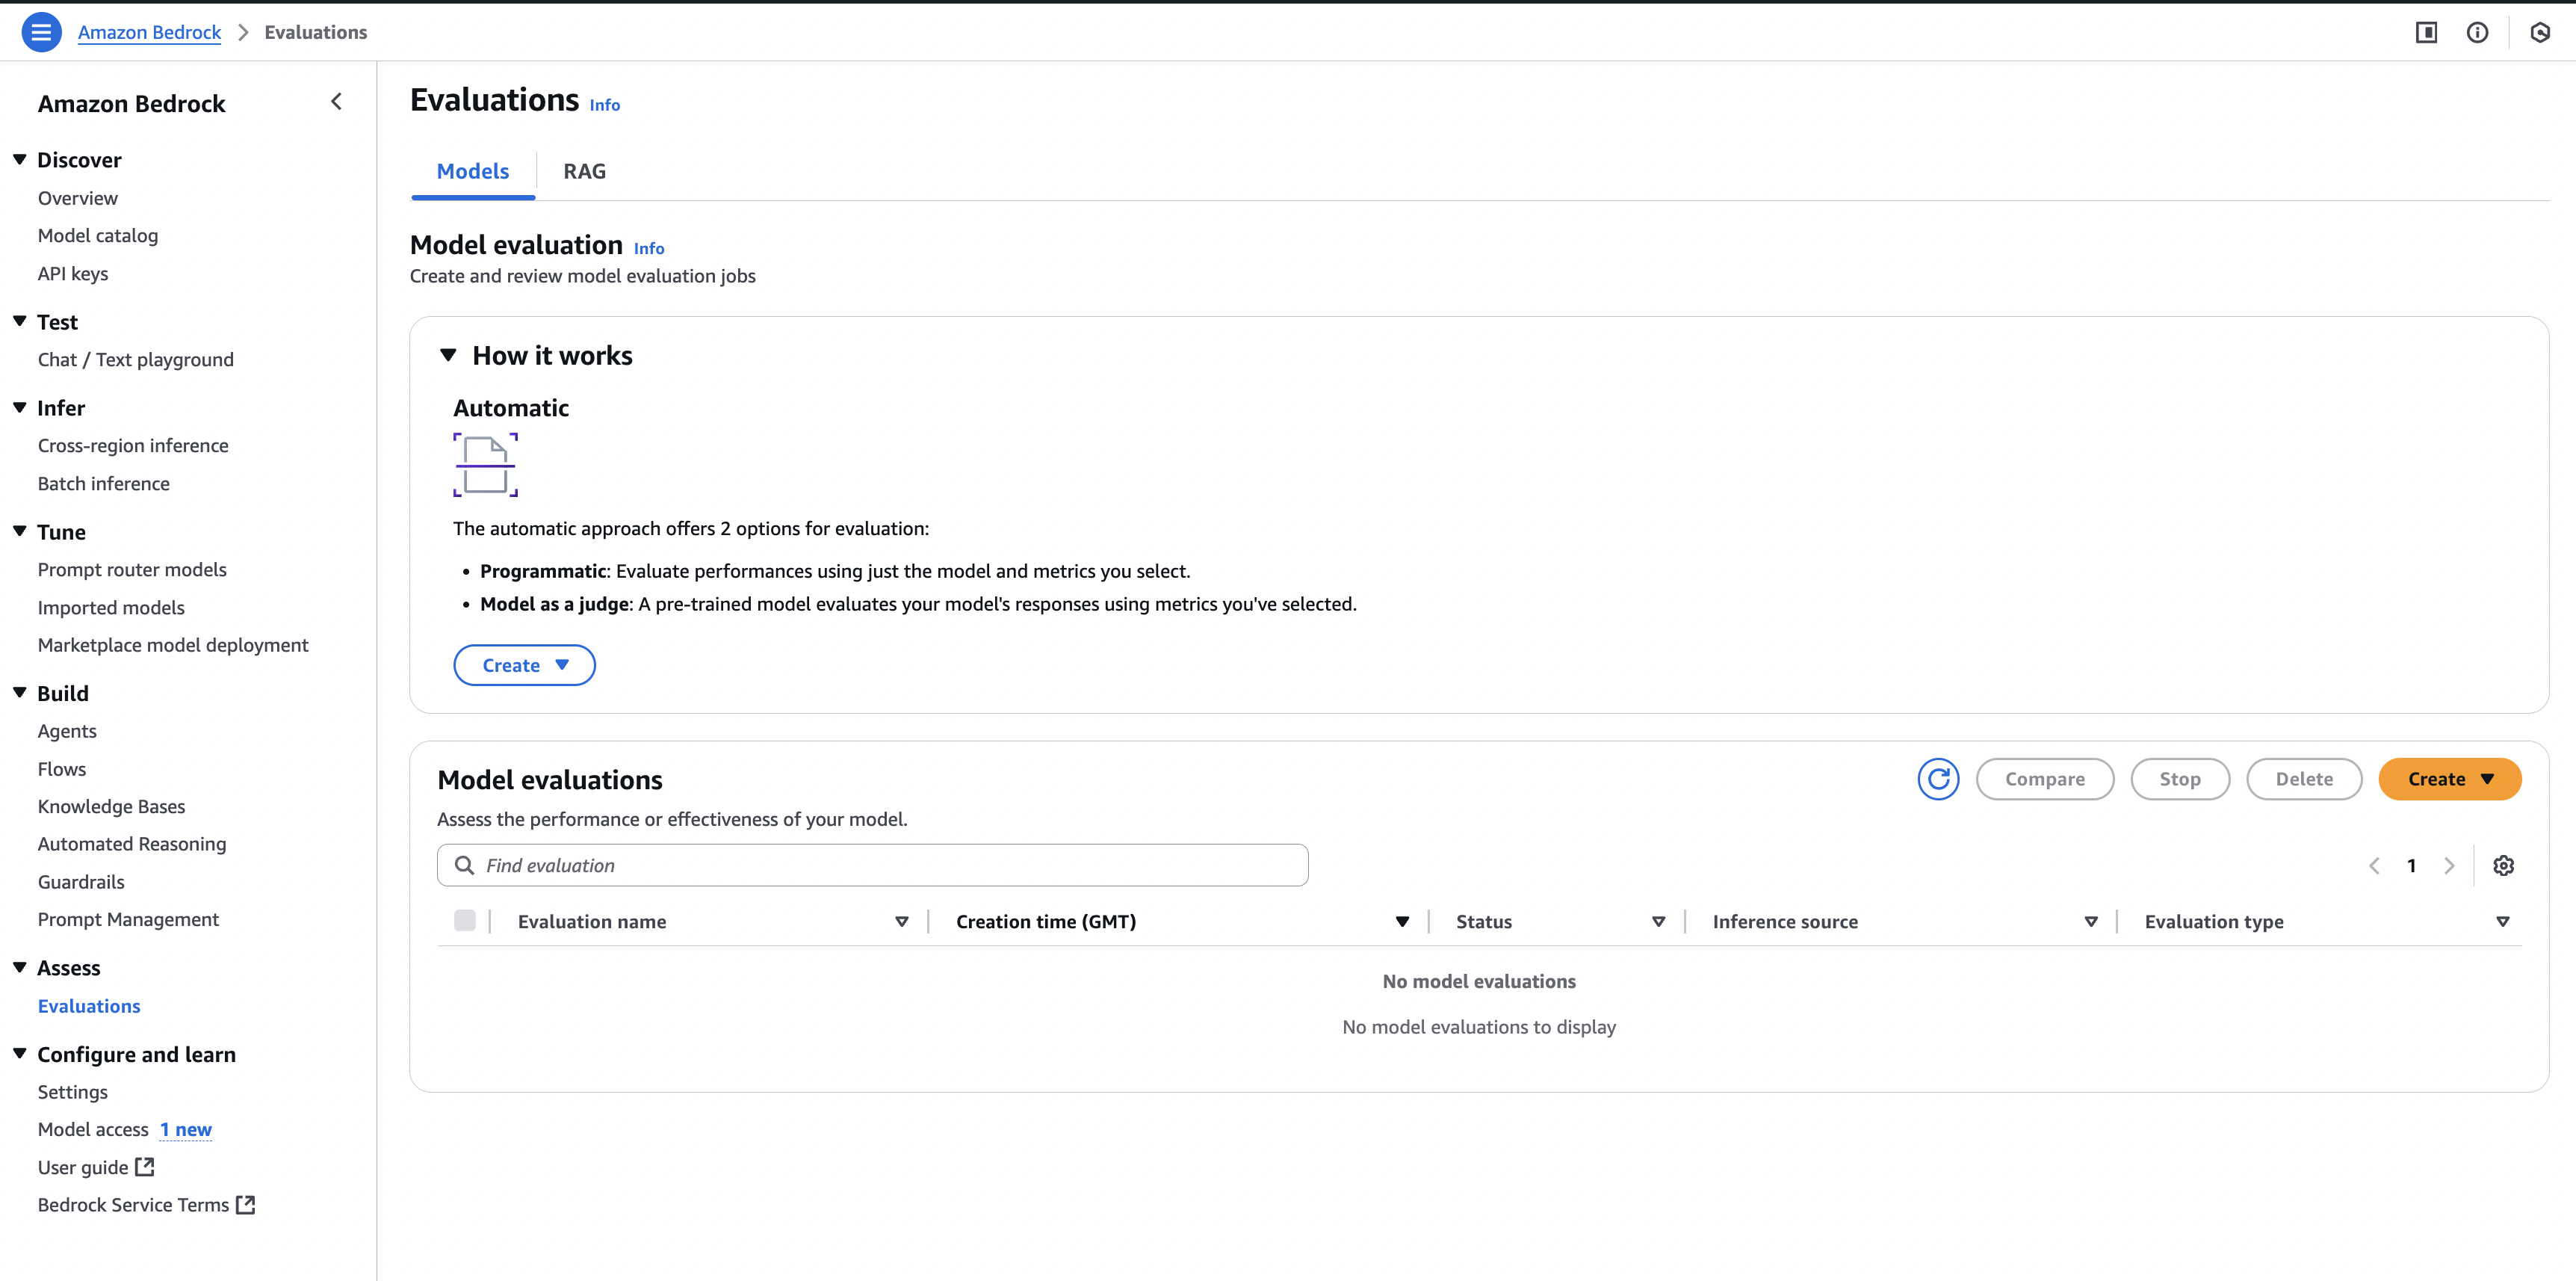 Amazon Bedrock > Evaluations
Amazon Bedrock
Discover
Overview
Model catalog
API keys
Test
Chat / Text playground
Infer
Cross-region inference
Batch inference
Tune
Prompt router models
Imported models
Marketplace model deployment
Build
Agents
Flows
Knowledge Bases
Automated Reasoning
Guardrails
Prompt Management
Assess
Evaluations
Configure and learn
Settings
Model access 1 new
User guide
Bedrock Service Terms
Evaluations Info
Models RAG
Model evaluation Info
Create and review model evaluation jobs
How it works
Automatic
The automatic approach offers 2 options for evaluation:
• Programmatic: Evaluate performances using just the model and metrics you select.
• Model as a judge: A pre-trained model evaluates your model's responses using metrics you've selected.
Create
Model evaluations Compare Stop Delete Create
Assess the performance or effectiveness of your model.
Find evaluation 1
Evaluation name Creation time (GMT) Status Inference source Evaluation type
No model evaluations
No model evaluations to display